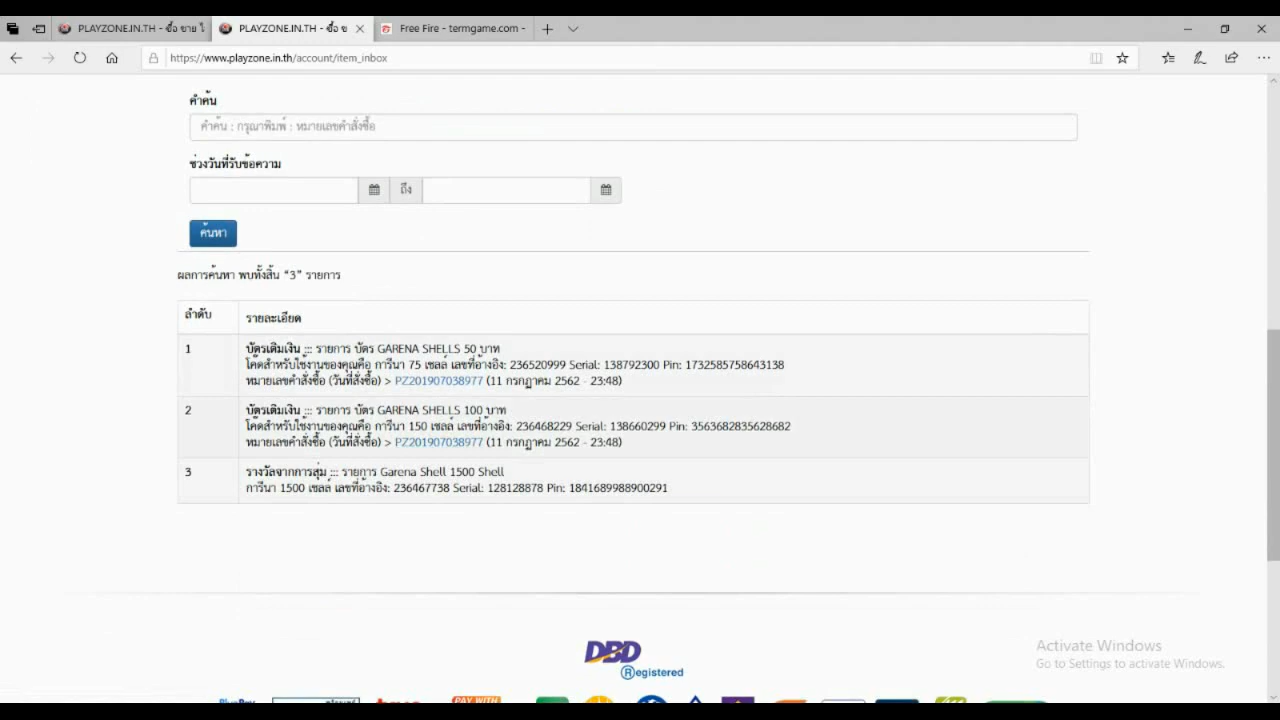 PLAYZONE.IN.TH - ซื้อ ขาย ไ
PLAYZONE.IN.TH - ซื้อ ข
Free Fire - termgame.com -
https://www.playzone.in.th/account/item_inbox
คำค้น
คำค้น : กรุณาพิมพ์ : หมายเลขคำสั่งซื้อ
ช่วงวันที่รับข้อความ
ถึง
ค้นหา
ผลการค้นหา พบทั้งสิ้น “3” รายการ
ลำดับ รายละเอียด
1 บัตรเติมเงิน ::: รายการ บัตร GARENA SHELLS 50 บาท
โค๊ดสำหรับใช้งานของคุณคือ การีนา 75 เชลล์ เลขที่อ้างอิง: 236520999 Serial: 138792300 Pin: 1732585758643138
หมายเลขคำสั่งซื้อ (วันที่สั่งซื้อ) > PZ201907038977 (11 กรกฎาคม 2562 - 23:48)
2 บัตรเติมเงิน ::: รายการ บัตร GARENA SHELLS 100 บาท
โค๊ดสำหรับใช้งานของคุณคือ การีนา 150 เชลล์ เลขที่อ้างอิง: 236468229 Serial: 138660299 Pin: 3563682835628682
หมายเลขคำสั่งซื้อ (วันที่สั่งซื้อ) > PZ201907038977 (11 กรกฎาคม 2562 - 23:48)
3 รางวัลจากการสุ่ม ::: รายการ Garena Shell 1500 Shell
การีนา 1500 เชลล์ เลขที่อ้างอิง: 236467738 Serial: 128128878 Pin: 1841689988900291
DBD
Registered
Activate Windows
Go to Settings to activate Windows.
PAY WITH